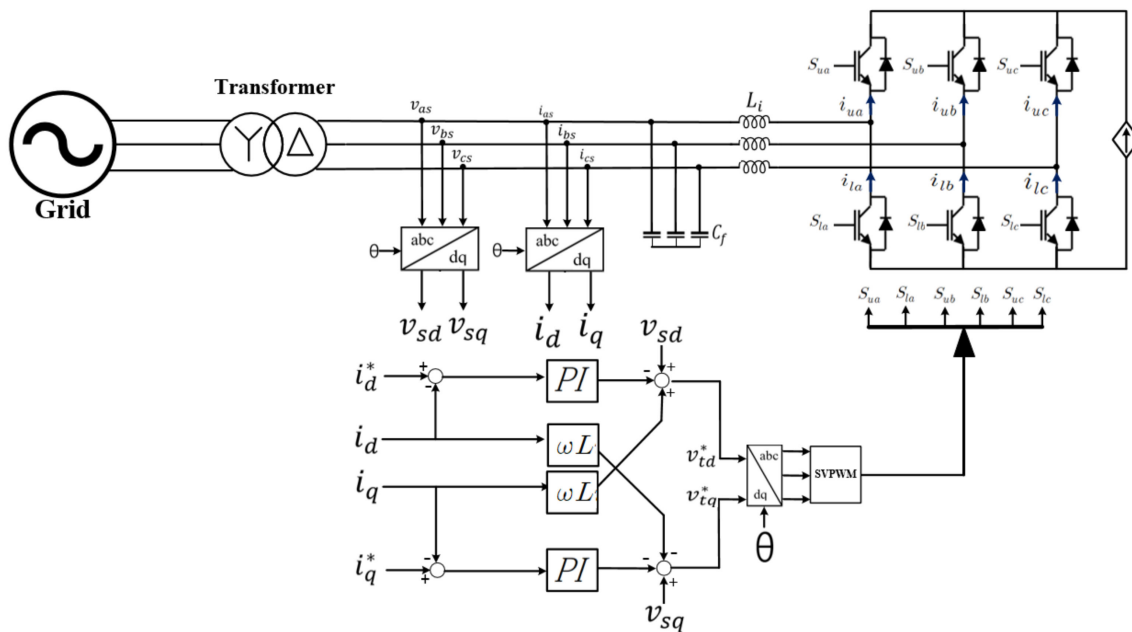 Transformer
Grid
Y
Δ
v_as
v_bs
v_cs
i_as
i_bs
i_cs
L_i
C_f
S_ua
S_ub
S_uc
i_ua
i_ub
i_uc
i_la
i_lb
i_lc
S_la
S_lb
S_lc
θ
abc
dq
θ
abc
dq
v_sd
v_sq
i_d
i_q
S_ua
S_la
S_ub
S_lb
S_uc
S_lc
v_sd
i_d^*
+
-
PI
-
+
+
i_d
ωL
i_q
ωL
v_td^*
v_tq^*
abc
dq
SVPWM
θ
i_q^*
-
+
PI
-
-
+
v_sq